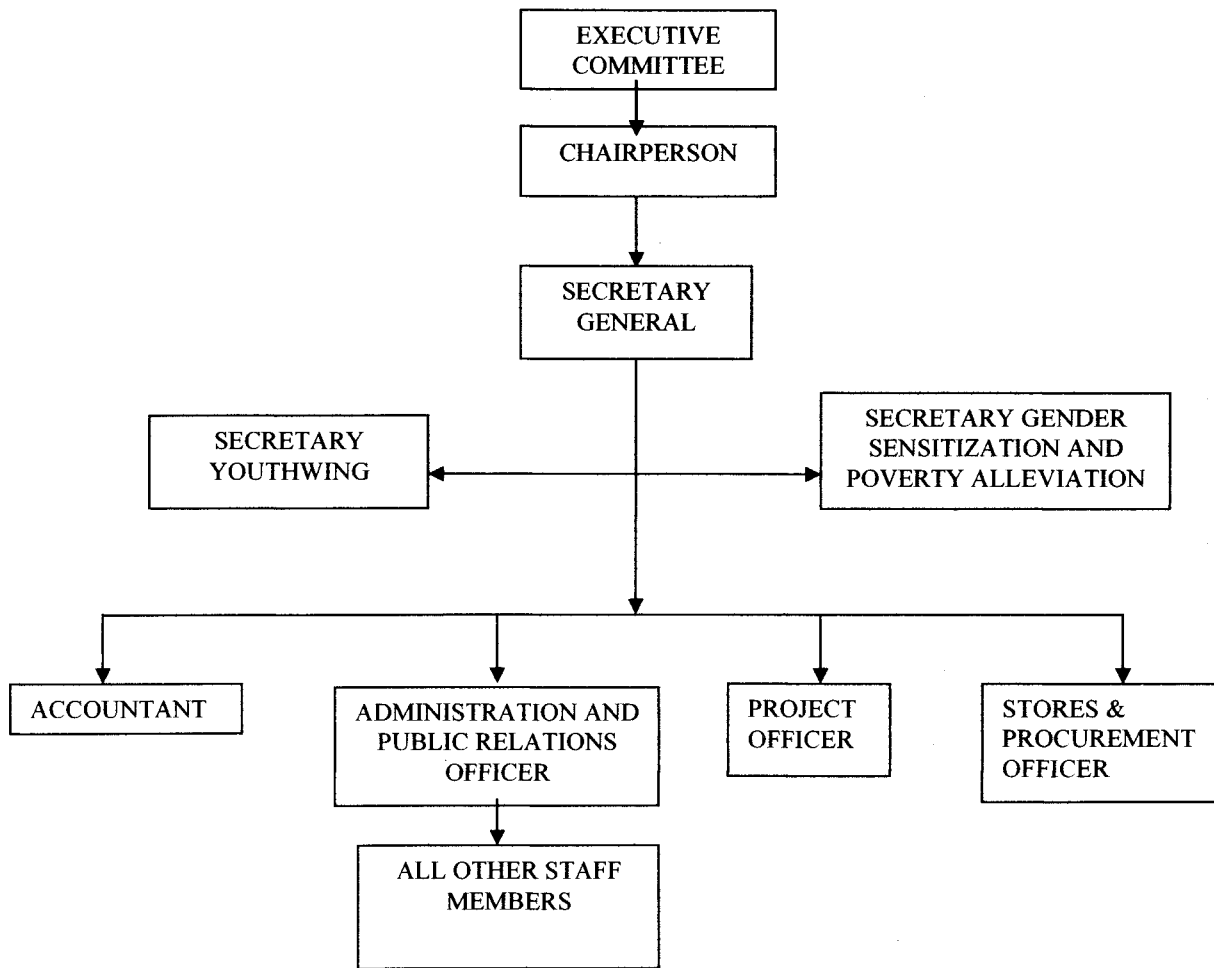 EXECUTIVE
COMMITTEE
CHAIRPERSON
SECRETARY
GENERAL
SECRETARY
YOUTHWING
SECRETARY GENDER
SENSITIZATION AND
POVERTY ALLEVIATION
ACCOUNTANT
ADMINISTRATION AND
PUBLIC RELATIONS
OFFICER
PROJECT
OFFICER
STORES &
PROCUREMENT
OFFICER
ALL OTHER STAFF
MEMBERS